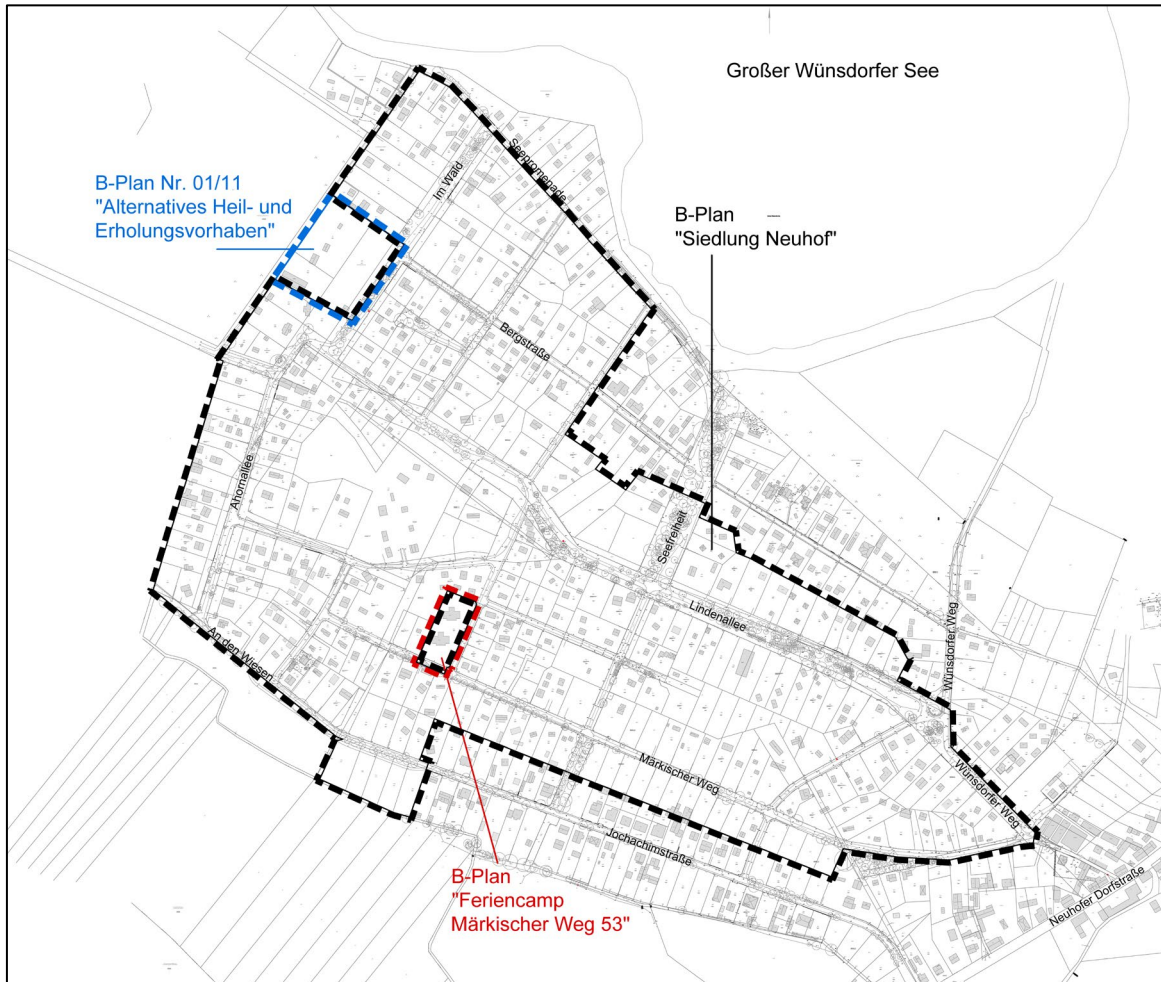 Großer Wünsdorfer See
B-Plan Nr. 01/11
"Alternatives Heil- und
Erholungsvorhaben"
Im Wald
Seepromenade
B-Plan
"Siedlung Neuhof"
Bergstraße
Ahornallee
Seefreiheit
Lindenallee
Wünsdorfer Weg
An den Wiesen
Märkischer Weg
Wünsdorfer Weg
Jochachimstraße
B-Plan
"Feriencamp
Märkischer Weg 53"
Neuhofer Dorfstraße